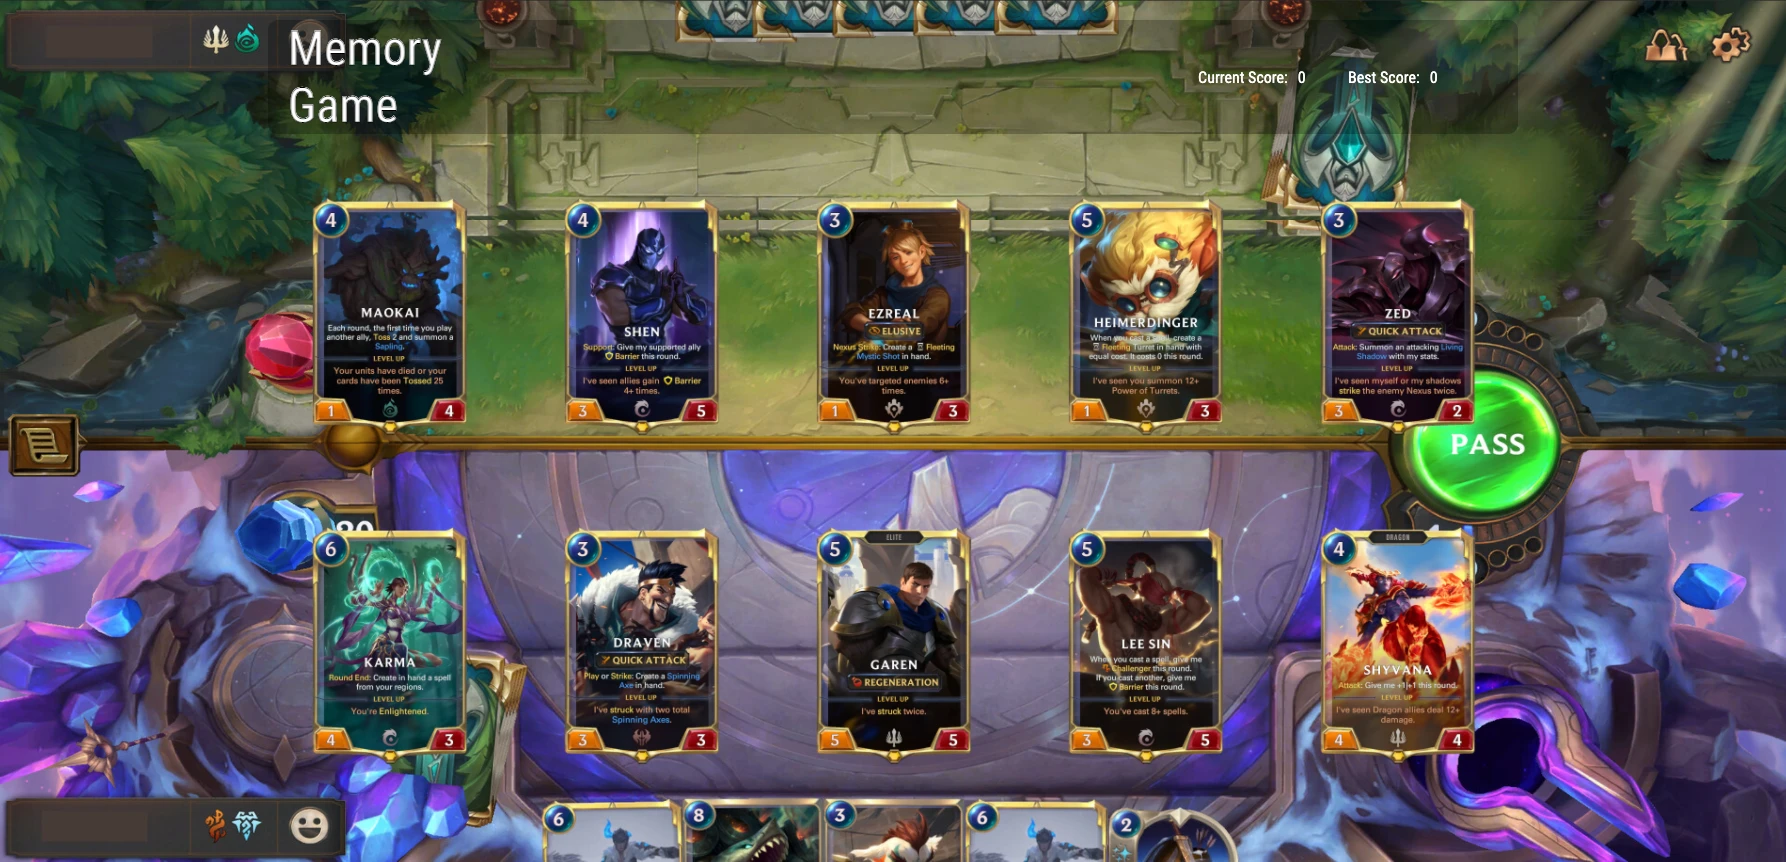 Memory
Game
Current Score: 0
Best Score: 0
4
MAOKAI
Each round, the first time you play
another ally, Toss 2 and summon a
Sapling.
LEVEL UP
Your units have died or your
cards have been Tossed 25
times.
1
4
4
SHEN
Support: Give my supported ally
Barrier this round.
LEVEL UP
I've seen allies gain Barrier
4+ times.
3
5
3
EZREAL
ELUSIVE
Nexus Strike: Create a Fleeting
Mystic Shot in hand.
LEVEL UP
You've targeted enemies 6+
times.
1
3
5
HEIMERDINGER
When you cast a spell, create a
Fleeting Turret in hand with
equal cost. It costs 0 this round.
LEVEL UP
I've seen you summon 12+
Power of Turrets.
1
3
3
ZED
QUICK ATTACK
Attack: Summon an attacking Living
Shadow with my stats.
LEVEL UP
I've seen myself or my shadows
strike the enemy Nexus twice.
3
2
PASS
6
KARMA
Round End: Create in hand a spell
from your regions.
LEVEL UP
You're Enlightened.
4
3
3
DRAVEN
QUICK ATTACK
Play or Strike: Create a Spinning
Axe in hand.
LEVEL UP
I've struck with two total
Spinning Axes.
3
3
ELITE
5
GAREN
REGENERATION
LEVEL UP
I've struck twice.
5
5
5
LEE SIN
When you cast a spell, give me
Challenger this round.
If you cast another, give me
Barrier this round.
LEVEL UP
You've cast 8+ spells.
3
5
DRAGON
4
SHYVANA
Attack: Give me +1|+1 this round.
LEVEL UP
I've seen Dragon allies deal 12+
damage.
4
4
6
8
3
6
2